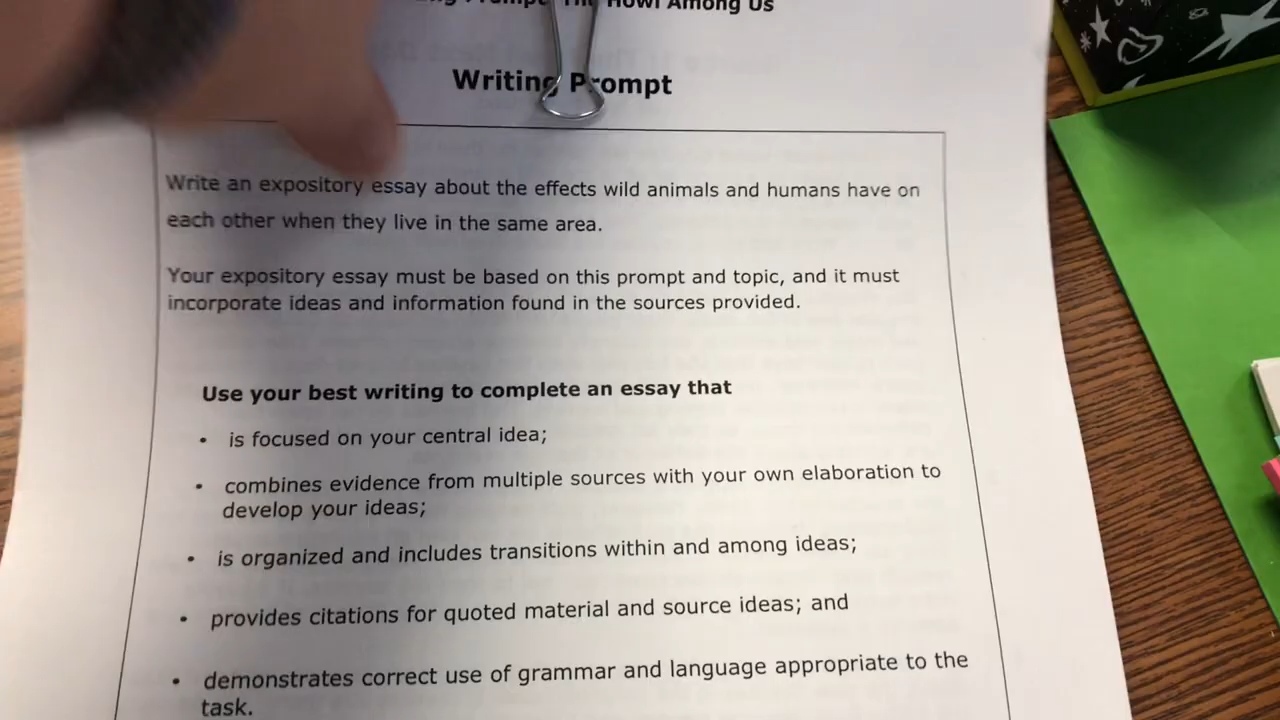 Howl Among Us
Writing Prompt
Write an expository essay about the effects wild animals and humans have on
each other when they live in the same area.
Your expository essay must be based on this prompt and topic, and it must
incorporate ideas and information found in the sources provided.
Use your best writing to complete an essay that
• is focused on your central idea;
• combines evidence from multiple sources with your own elaboration to
develop your ideas;
• is organized and includes transitions within and among ideas;
• provides citations for quoted material and source ideas; and
• demonstrates correct use of grammar and language appropriate to the
task.